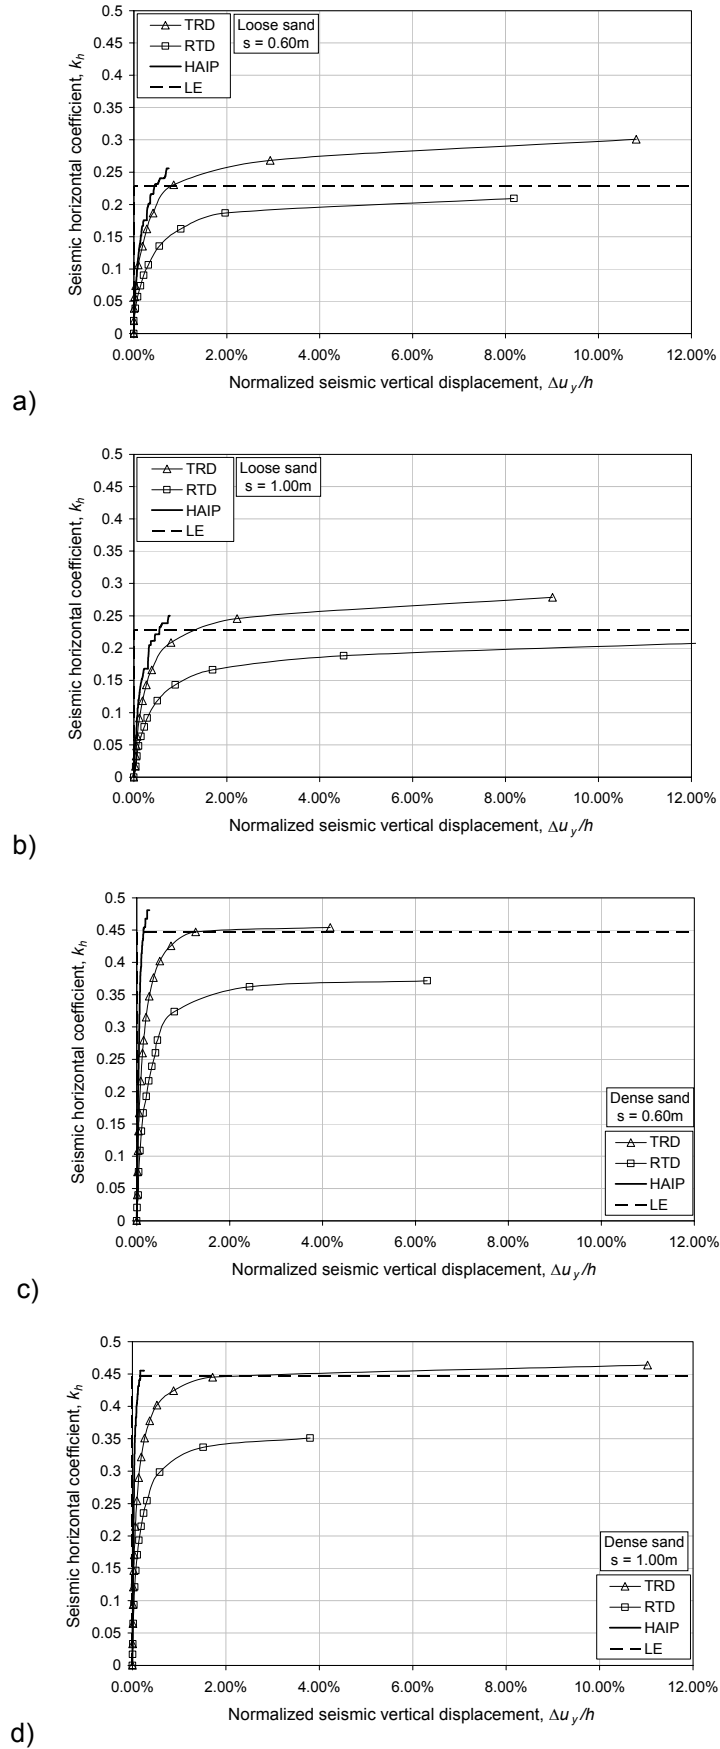 0.5
0.45
0.4
0.35
0.3
0.25
0.2
0.15
0.1
0.05
0
Seismic horizontal coefficient, kh
TRD
RTD
HAIP
LE
Loose sand
s = 0.60m
0.00% 2.00% 4.00% 6.00% 8.00% 10.00% 12.00%
Normalized seismic vertical displacement, Δuy/h
a)
0.5
0.45
0.4
0.35
0.3
0.25
0.2
0.15
0.1
0.05
0
Seismic horizontal coefficient, kh
TRD
RTD
HAIP
LE
Loose sand
s = 1.00m
0.00% 2.00% 4.00% 6.00% 8.00% 10.00% 12.00%
Normalized seismic vertical displacement, Δuy/h
b)
0.5
0.45
0.4
0.35
0.3
0.25
0.2
0.15
0.1
0.05
0
Seismic horizontal coefficient, kh
Dense sand
s = 0.60m
TRD
RTD
HAIP
LE
0.00% 2.00% 4.00% 6.00% 8.00% 10.00% 12.00%
Normalized seismic vertical displacement, Δuy/h
c)
0.5
0.45
0.4
0.35
0.3
0.25
0.2
0.15
0.1
0.05
0
Seismic horizontal coefficient, kh
Dense sand
s = 1.00m
TRD
RTD
HAIP
LE
0.00% 2.00% 4.00% 6.00% 8.00% 10.00% 12.00%
Normalized seismic vertical displacement, Δuy/h
d)